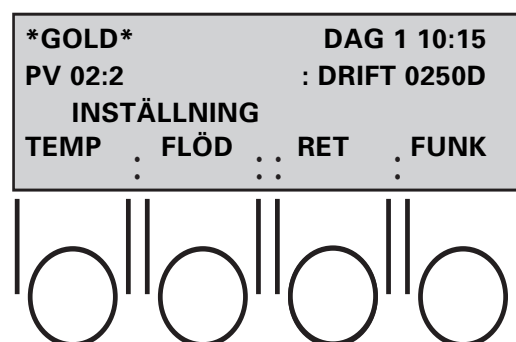 *GOLD* DAG 1 10:15
PV 02:2 : DRIFT 0250D
INSTÄLLNING
TEMP : FLÖD : : RET : FUNK